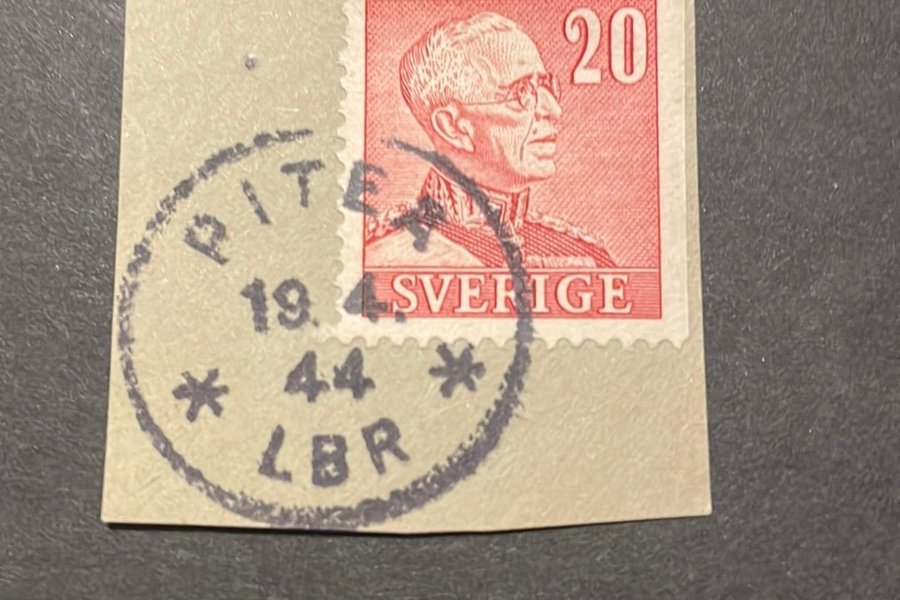 20
SVERIGE
PITEÅ
19.4.
44
* *
LBR